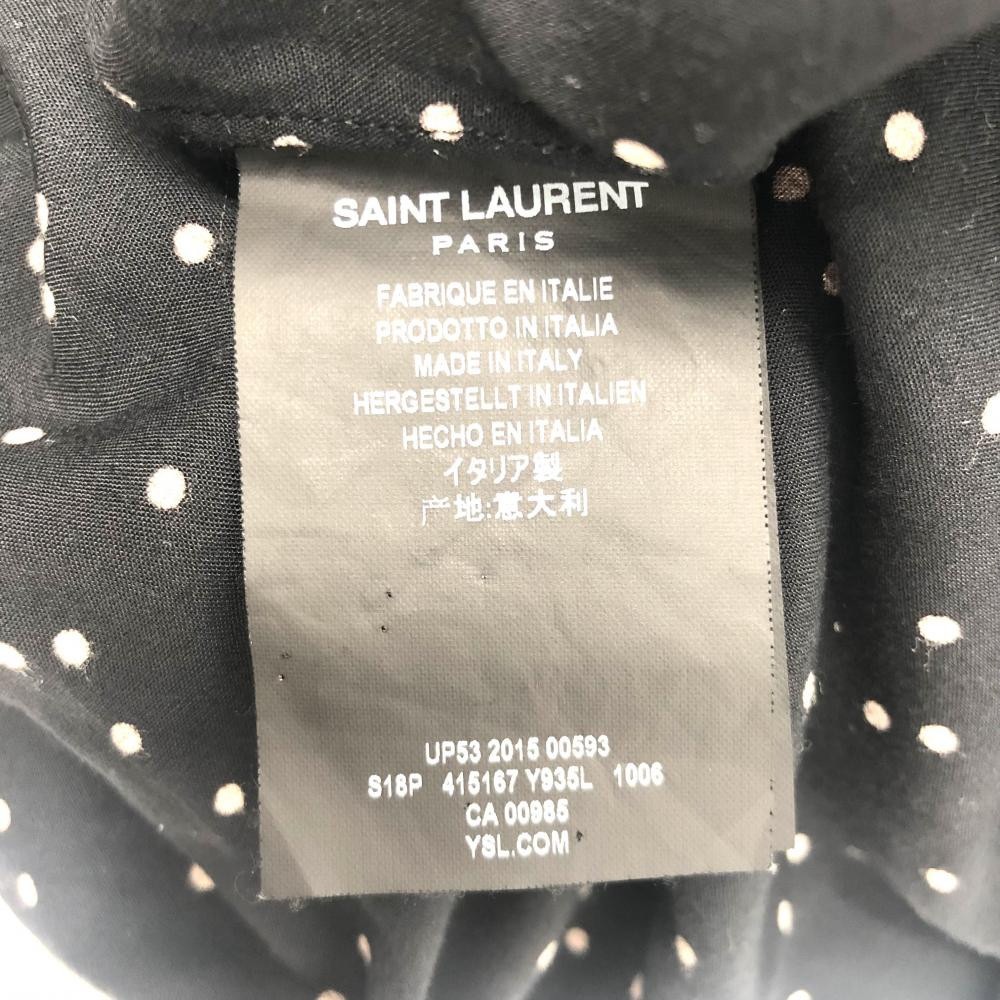 SAINT LAURENT
PARIS
FABRIQUE EN ITALIE
PRODOTTO IN ITALIA
MADE IN ITALY
HERGESTELLT IN ITALIEN
HECHO EN ITALIA
イタリア製
产地:意大利
UP53 2015 00593
S18P 415167 Y935L 1006
CA 00985
YSL.COM